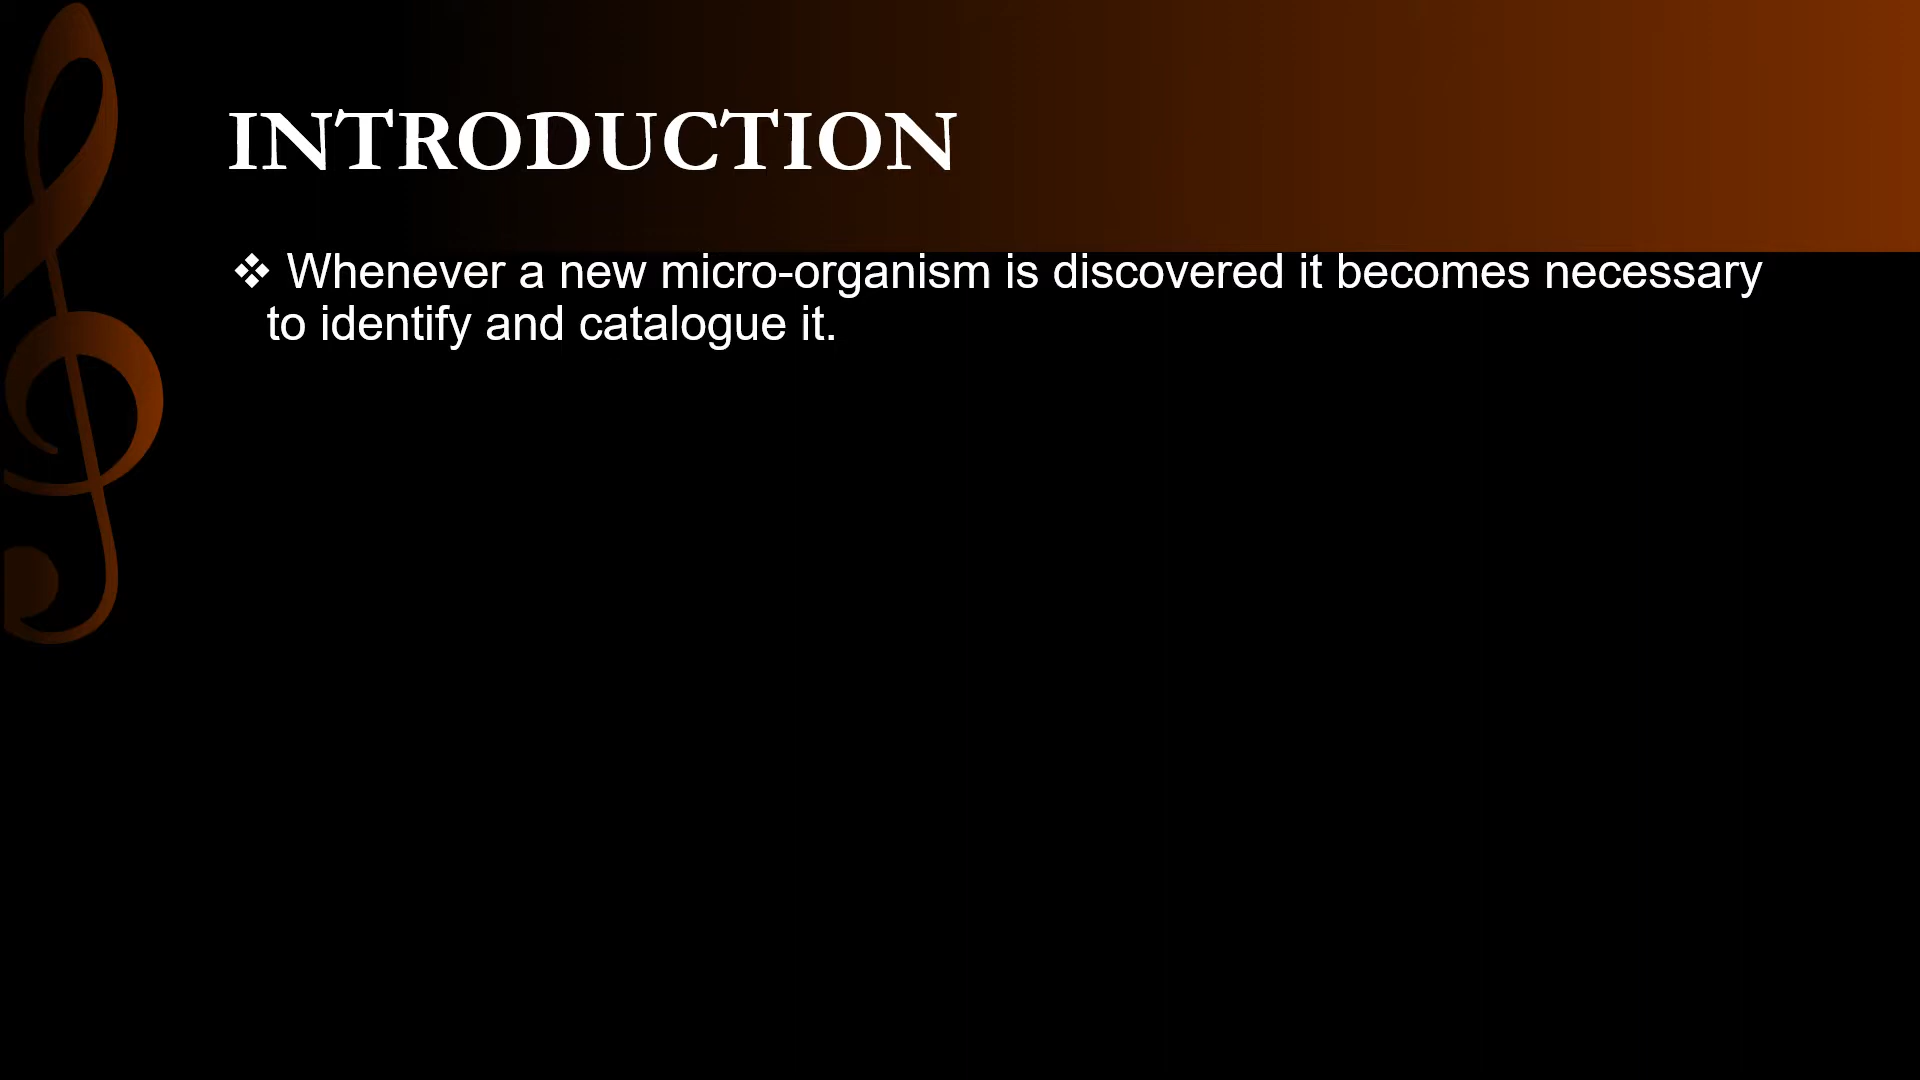 INTRODUCTION
❖ Whenever a new micro-organism is discovered it becomes necessary
to identify and catalogue it.